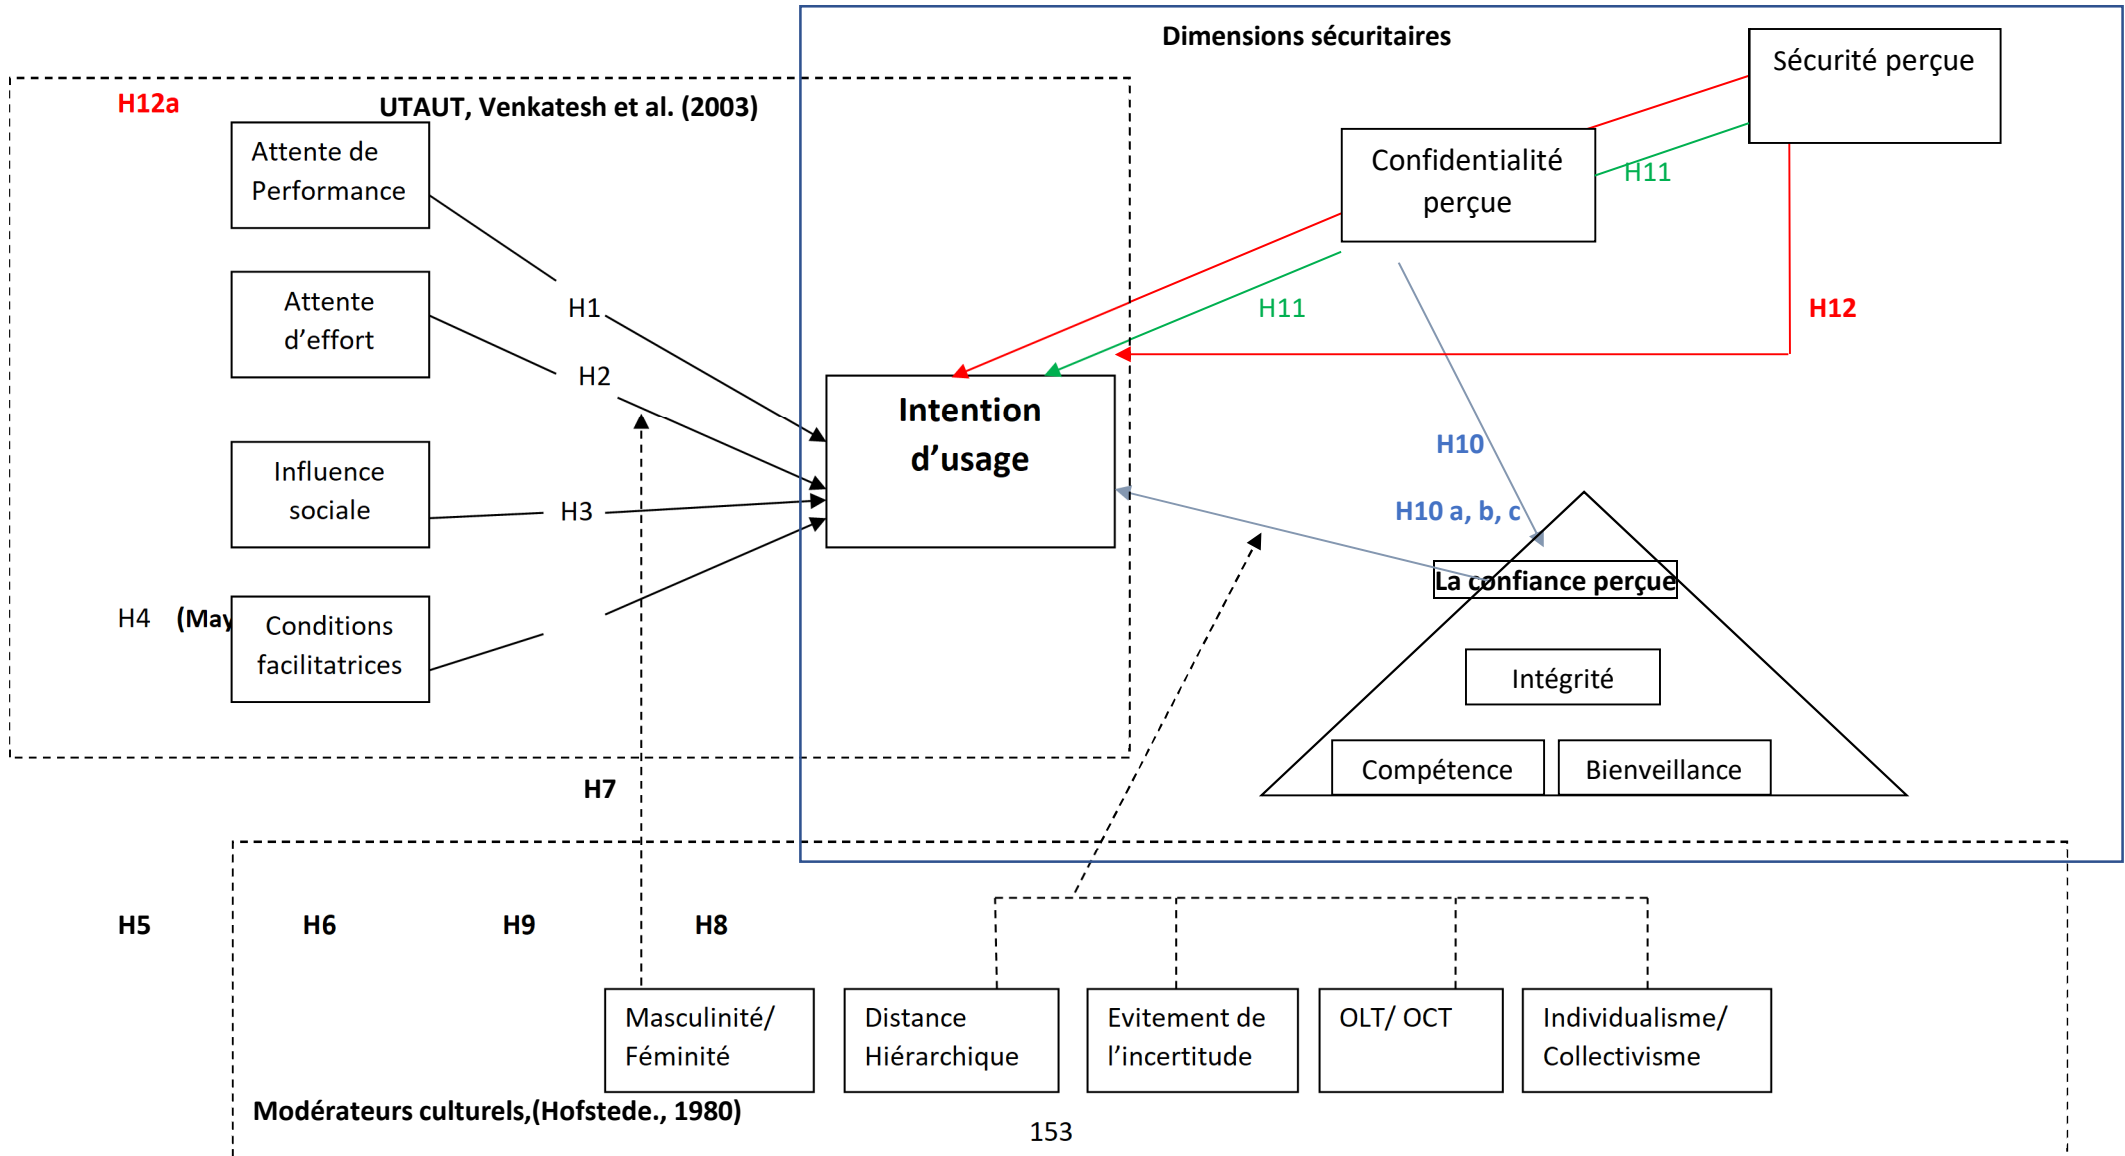 Dimensions sécuritaires
Sécurité perçue
H12a
UTAUT, Venkatesh et al. (2003)
Attente de
Performance
Confidentialité
perçue
H11
Attente
d’effort
H1
H11
H12
H2
Intention
d’usage
H10
Influence
sociale
H3
H10 a, b, c
La confiance perçue
H4 (May
Conditions
facilitatrices
Intégrité
Compétence
Bienveillance
H7
H5
H6
H9
H8
Masculinité/
Féminité
Distance
Hiérarchique
Evitement de
l’incertitude
OLT/ OCT
Individualisme/
Collectivisme
Modérateurs culturels,(Hofstede., 1980)
153